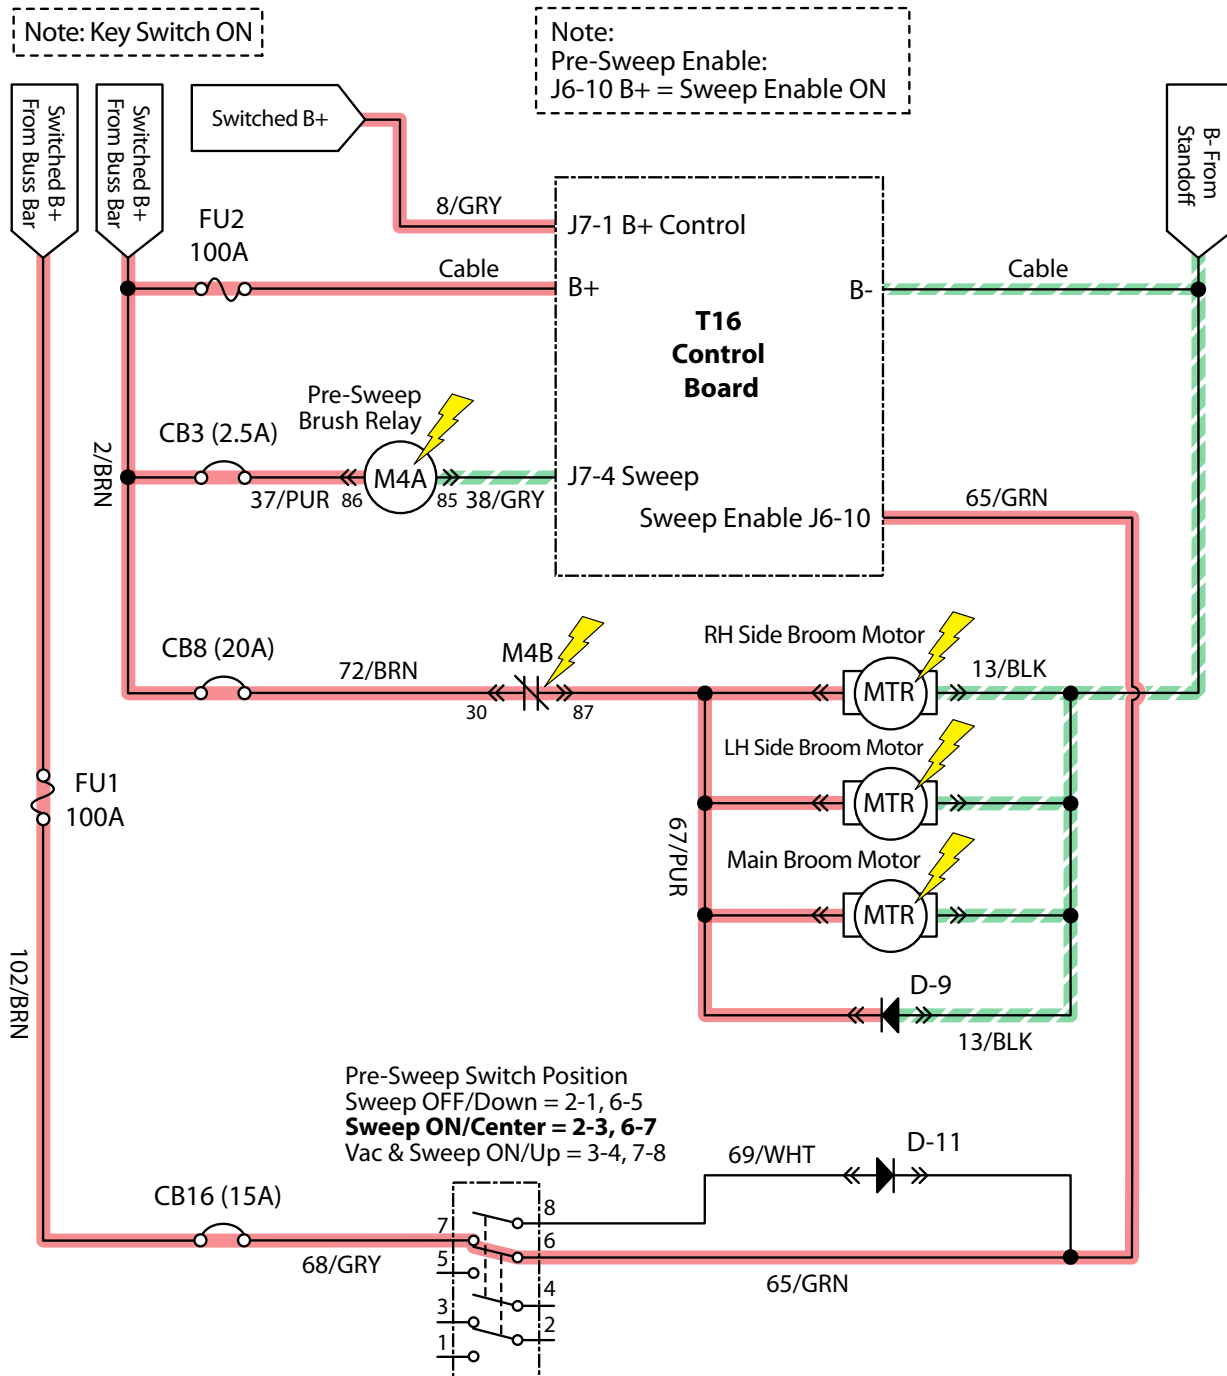 Note: Key Switch ON
Note:
Pre-Sweep Enable:
J6-10 B+ = Sweep Enable ON
Switched B+
From Buss Bar
Switched B+
From Buss Bar
Switched B+
B- From
Standoff
8/GRY
J7-1 B+ Control
FU2
100A
Cable
B+
B-
Cable
T16
Control
Board
Pre-Sweep
Brush Relay
CB3 (2.5A)
2/BRN
M4A
J7-4 Sweep
37/PUR
86
85
38/GRY
65/GRN
Sweep Enable J6-10
RH Side Broom Motor
CB8 (20A)
72/BRN
M4B
13/BLK
MTR
30
87
LH Side Broom Motor
FU1
100A
MTR
67/PUR
Main Broom Motor
MTR
102/BRN
D-9
13/BLK
Pre-Sweep Switch Position
Sweep OFF/Down = 2-1, 6-5
Sweep ON/Center = 2-3, 6-7
Vac & Sweep ON/Up = 3-4, 7-8
69/WHT
D-11
CB16 (15A)
8
7
6
68/GRY
5
65/GRN
4
3
2
1